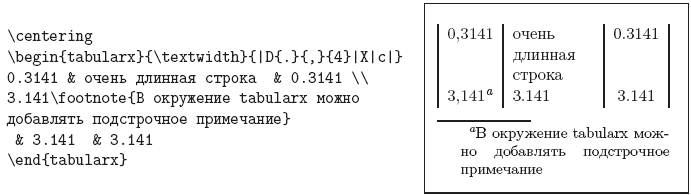 \centering
\begin{tabularx}{\textwidth}{|D{.}{,}{4}|X|c|}
0.3141 & очень длинная строка  & 0.3141 \\
3.141\footnote{В окружение tabularx можно
добавлять подстрочное примечание}
 & 3.141  & 3.141
\end{tabularx}
0,3141 очень 0.3141
длинная
строка
3,141a 3.141 3.141
aВ окружение tabularx мож-
но добавлять подстрочное
примечание